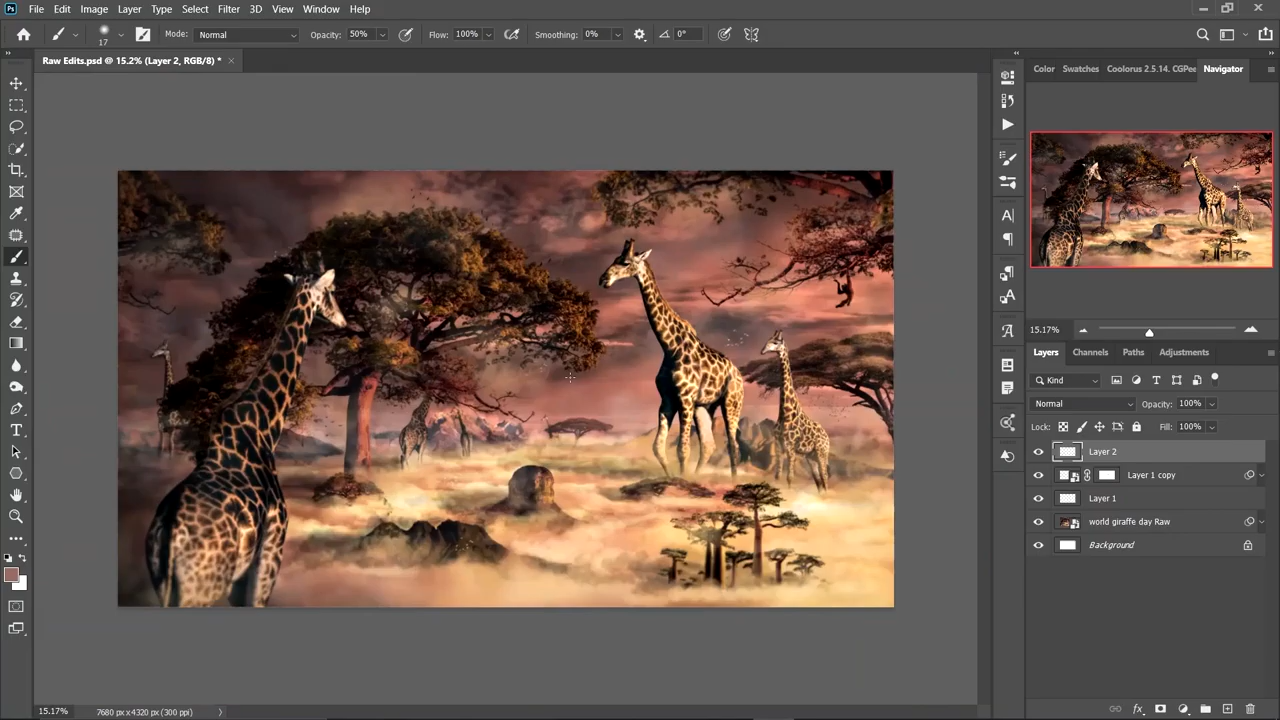 Ps File Edit Image Layer Type Select Filter 3D View Window Help
17 Mode: Normal Opacity: 50% Flow: 100% Smoothing: 0% 0°
Raw Edits.psd @ 15.2% (Layer 2, RGB/8) * ×
Color Swatches Coolorus 2.5.14. CGPee Navigator
15.17%
Layers Channels Paths Adjustments
Kind
Normal Opacity: 100%
Lock: Fill: 100%
Layer 2
Layer 1 copy
Layer 1
world giraffe day Raw
Background
15.17% 7680 px x 4320 px (300 ppi)